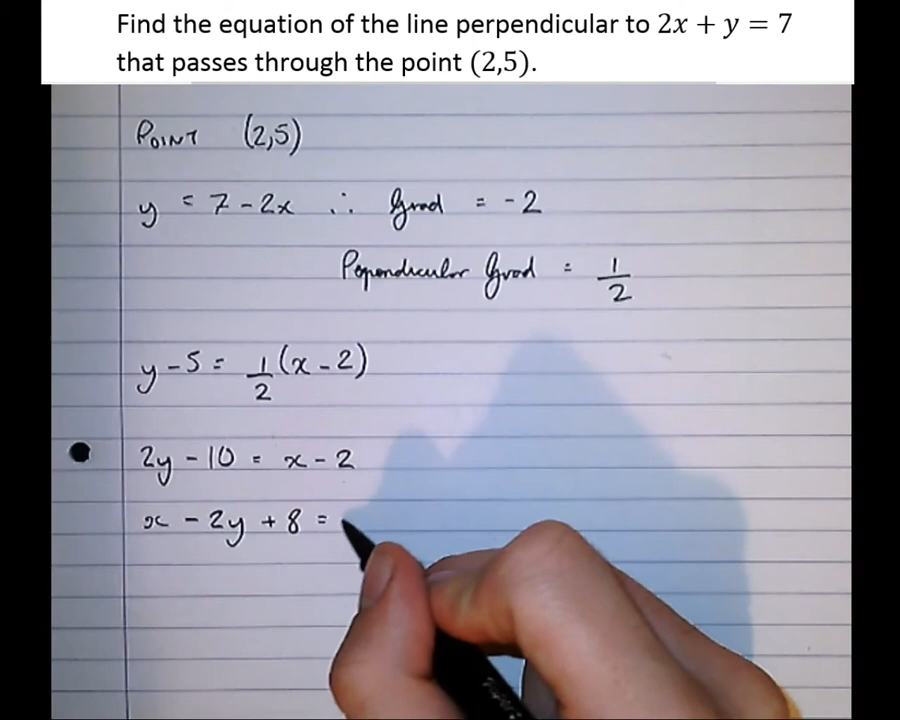 Find the equation of the line perpendicular to 2x + y = 7
that passes through the point (2,5).
POINT (2,5)
y = 7 - 2x ∴ Grad = -2
Perpendicular Grad = 1/2
y - 5 = 1/2 (x - 2)
2y - 10 = x - 2
x - 2y + 8 =